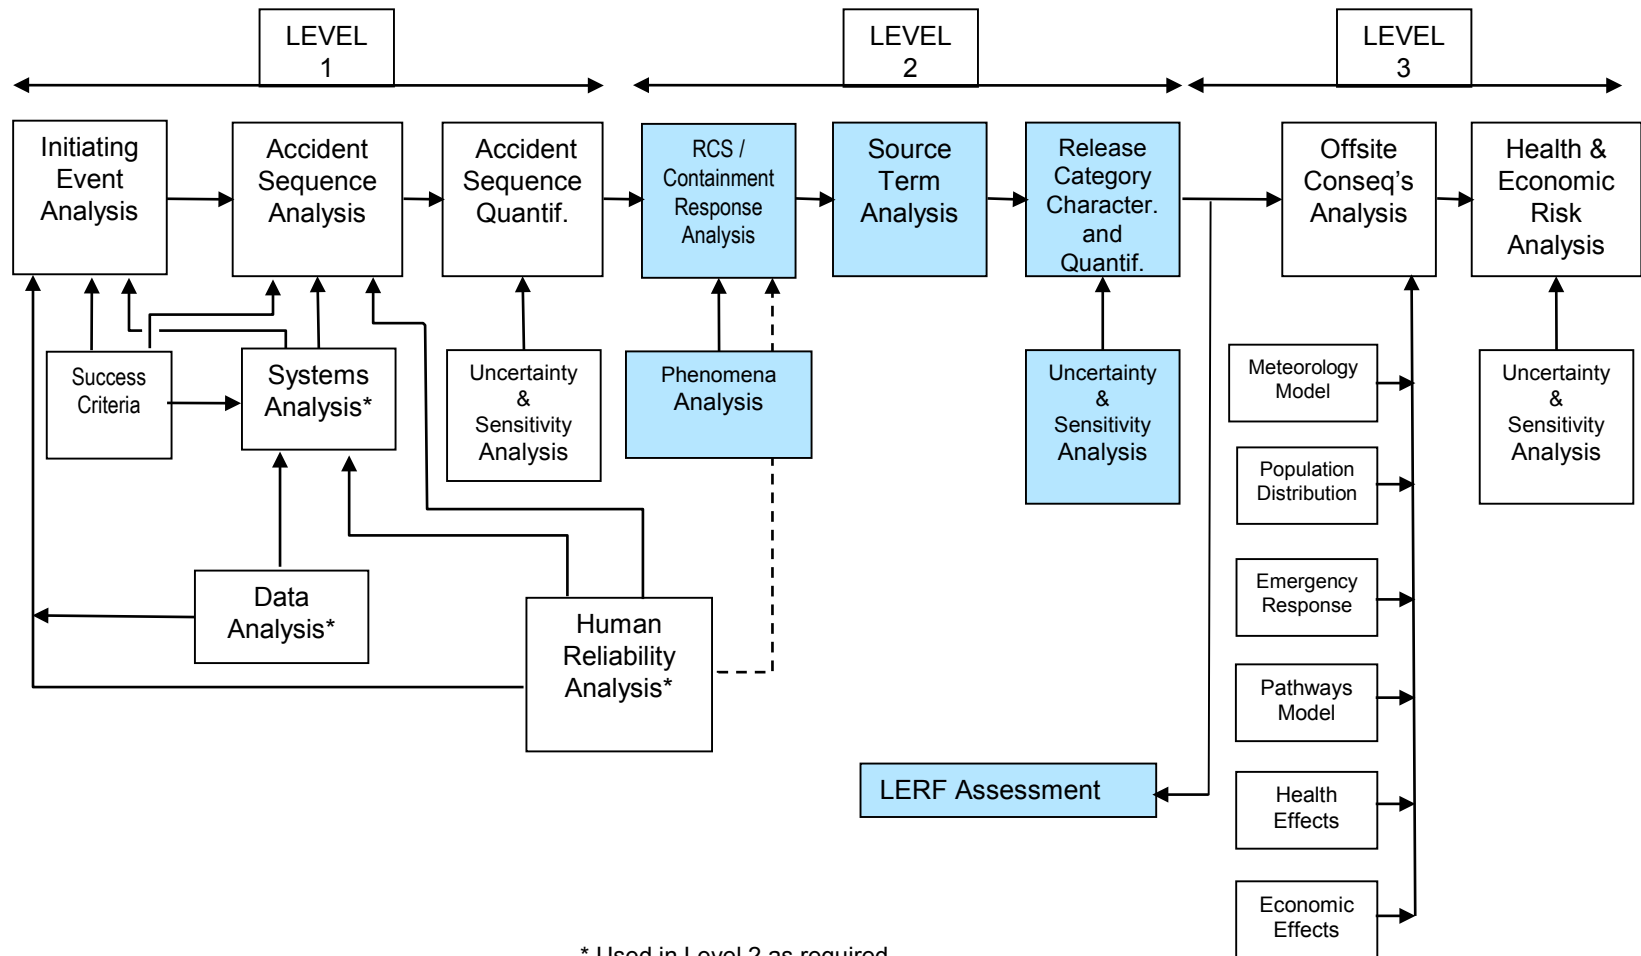 LEVEL
1
LEVEL
2
LEVEL
3
Initiating
Event
Analysis
Accident
Sequence
Analysis
Accident
Sequence
Quantif.
RCS /
Containment
Response
Analysis
Source
Term
Analysis
Release
Category
Character.
and
Quantif.
Offsite
Conseq's
Analysis
Health &
Economic
Risk
Analysis
Success
Criteria
Systems
Analysis*
Uncertainty
&
Sensitivity
Analysis
Phenomena
Analysis
Uncertainty
&
Sensitivity
Analysis
Meteorology
Model
Uncertainty
&
Sensitivity
Analysis
Population
Distribution
Data
Analysis*
Human
Reliability
Analysis*
Emergency
Response
Pathways
Model
LERF Assessment
Health
Effects
Economic
Effects
* Used in Level 2 as required